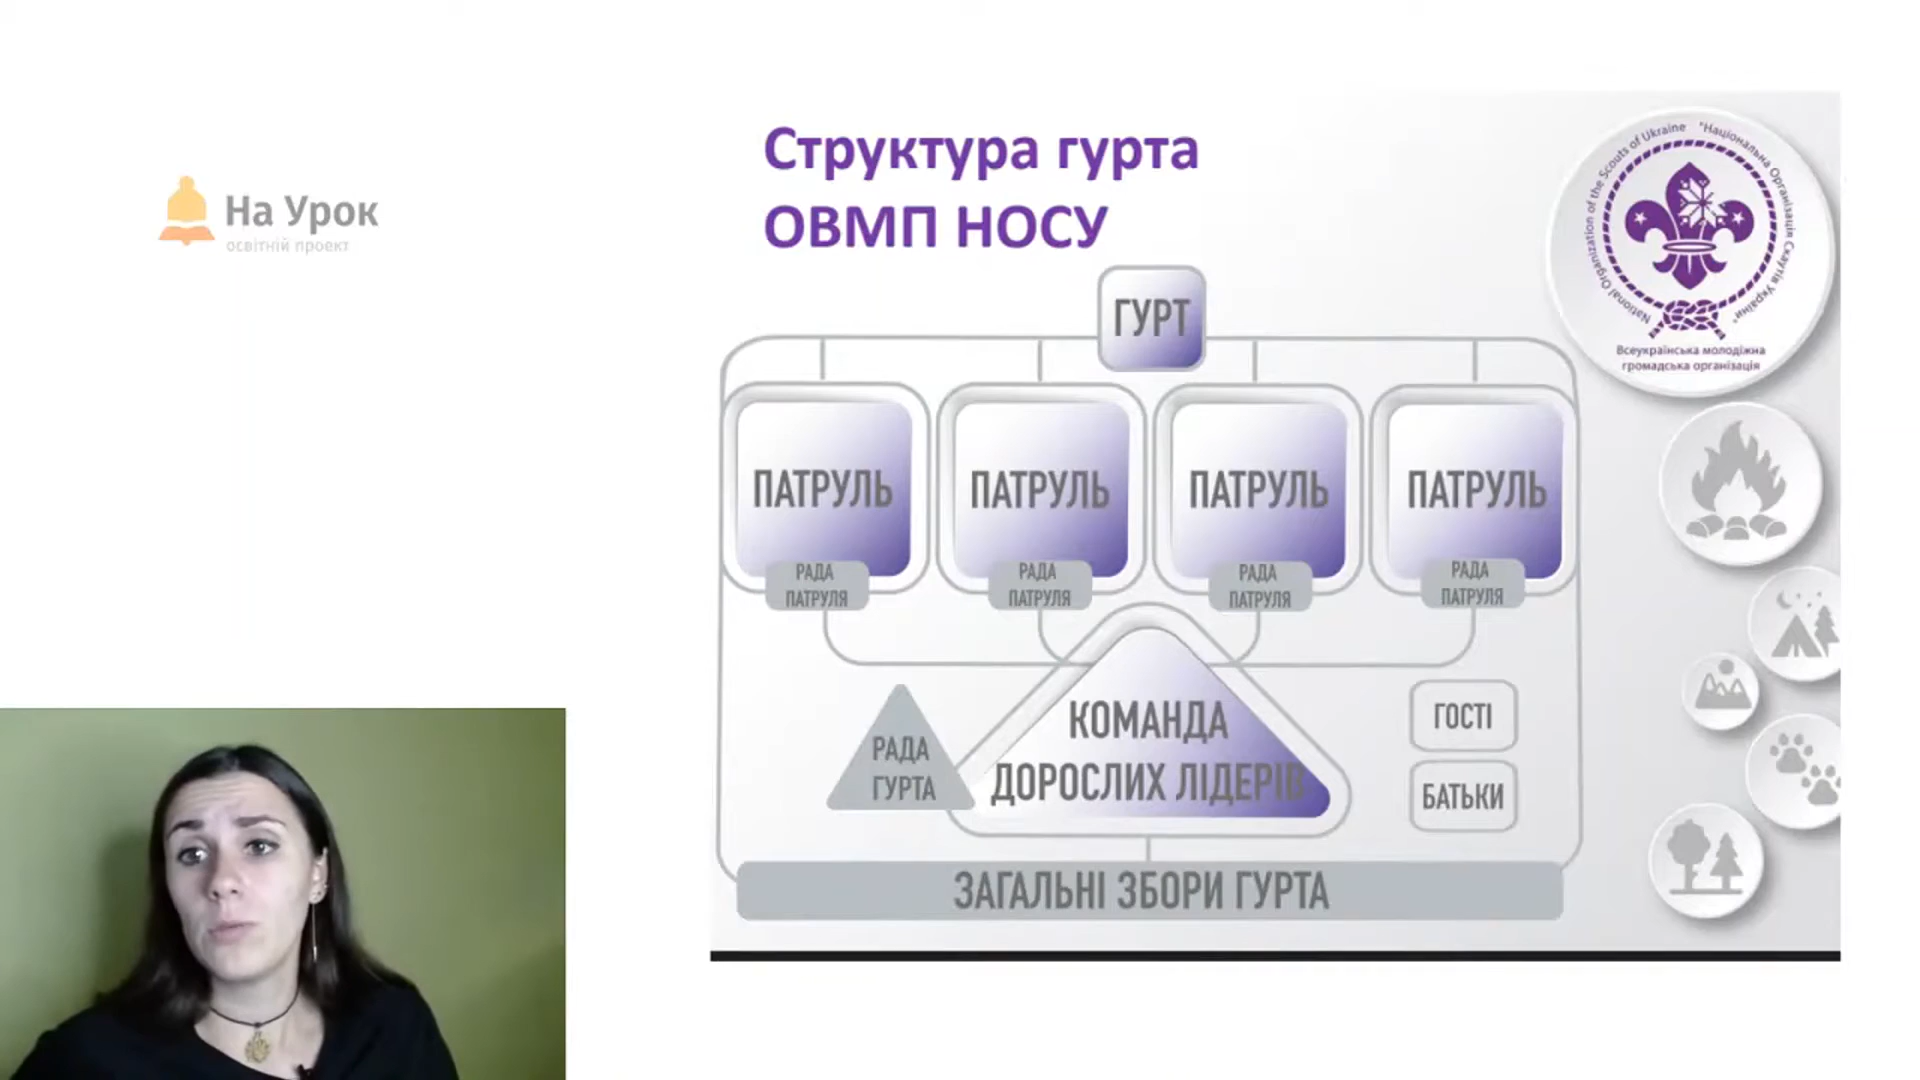 На Урок
освітній проект
Структура гурта
ОВМП НОСУ
National Organization of the Scouts of Ukraine
"Національна Організація Скаутів України"
Всеукраїнська молодіжна
громадська організація
ГУРТ
ПАТРУЛЬ
ПАТРУЛЬ
ПАТРУЛЬ
ПАТРУЛЬ
РАДА
ПАТРУЛЯ
РАДА
ПАТРУЛЯ
РАДА
ПАТРУЛЯ
РАДА
ПАТРУЛЯ
РАДА
ГУРТА
КОМАНДА
ДОРОСЛИХ ЛІДЕРІВ
ГОСТІ
БАТЬКИ
ЗАГАЛЬНІ ЗБОРИ ГУРТА